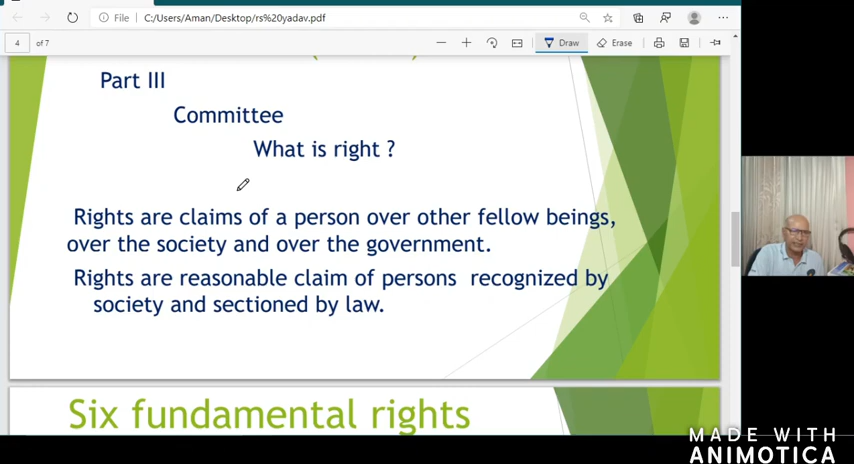 File C:/Users/Aman/Desktop/rs%20yadav.pdf
4 of 7 Draw Erase
Part III
Committee
What is right ?
Rights are claims of a person over other fellow beings,
over the society and over the government.
Rights are reasonable claim of persons recognized by
society and sectioned by law.
Six fundamental rights
MADE WITH
ANIMOTICA